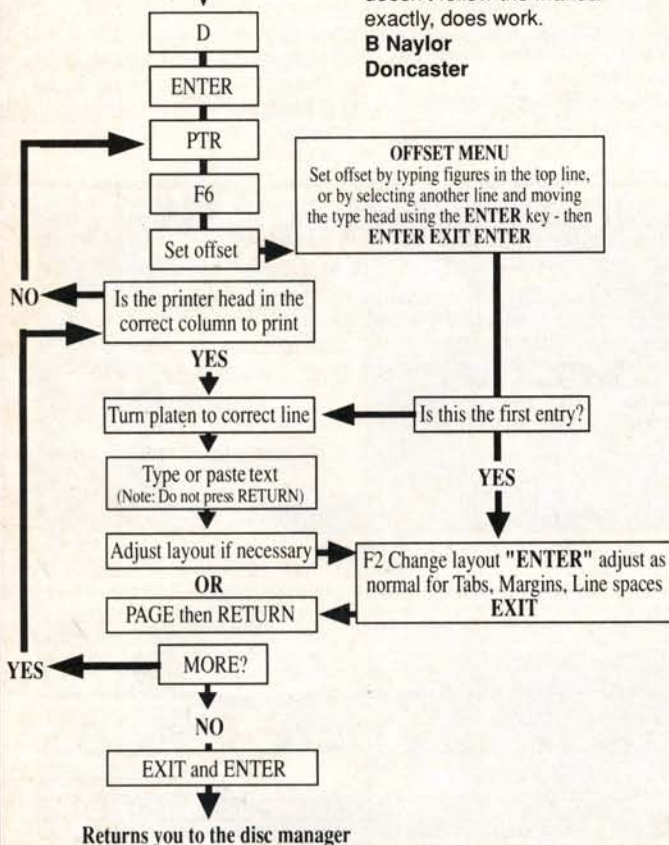 exactly, does work.
B Naylor
Doncaster
D
ENTER
PTR
F6
Set offset
OFFSET MENU
Set offset by typing figures in the top line,
or by selecting another line and moving
the type head using the ENTER key - then
ENTER EXIT ENTER
NO
Is the printer head in the
correct column to print
YES
Turn platen to correct line
Is this the first entry?
YES
Type or paste text
(Note: Do not press RETURN)
Adjust layout if necessary
F2 Change layout "ENTER" adjust as
normal for Tabs, Margins, Line spaces
EXIT
OR
PAGE then RETURN
YES
MORE?
NO
EXIT and ENTER
Returns you to the disc manager